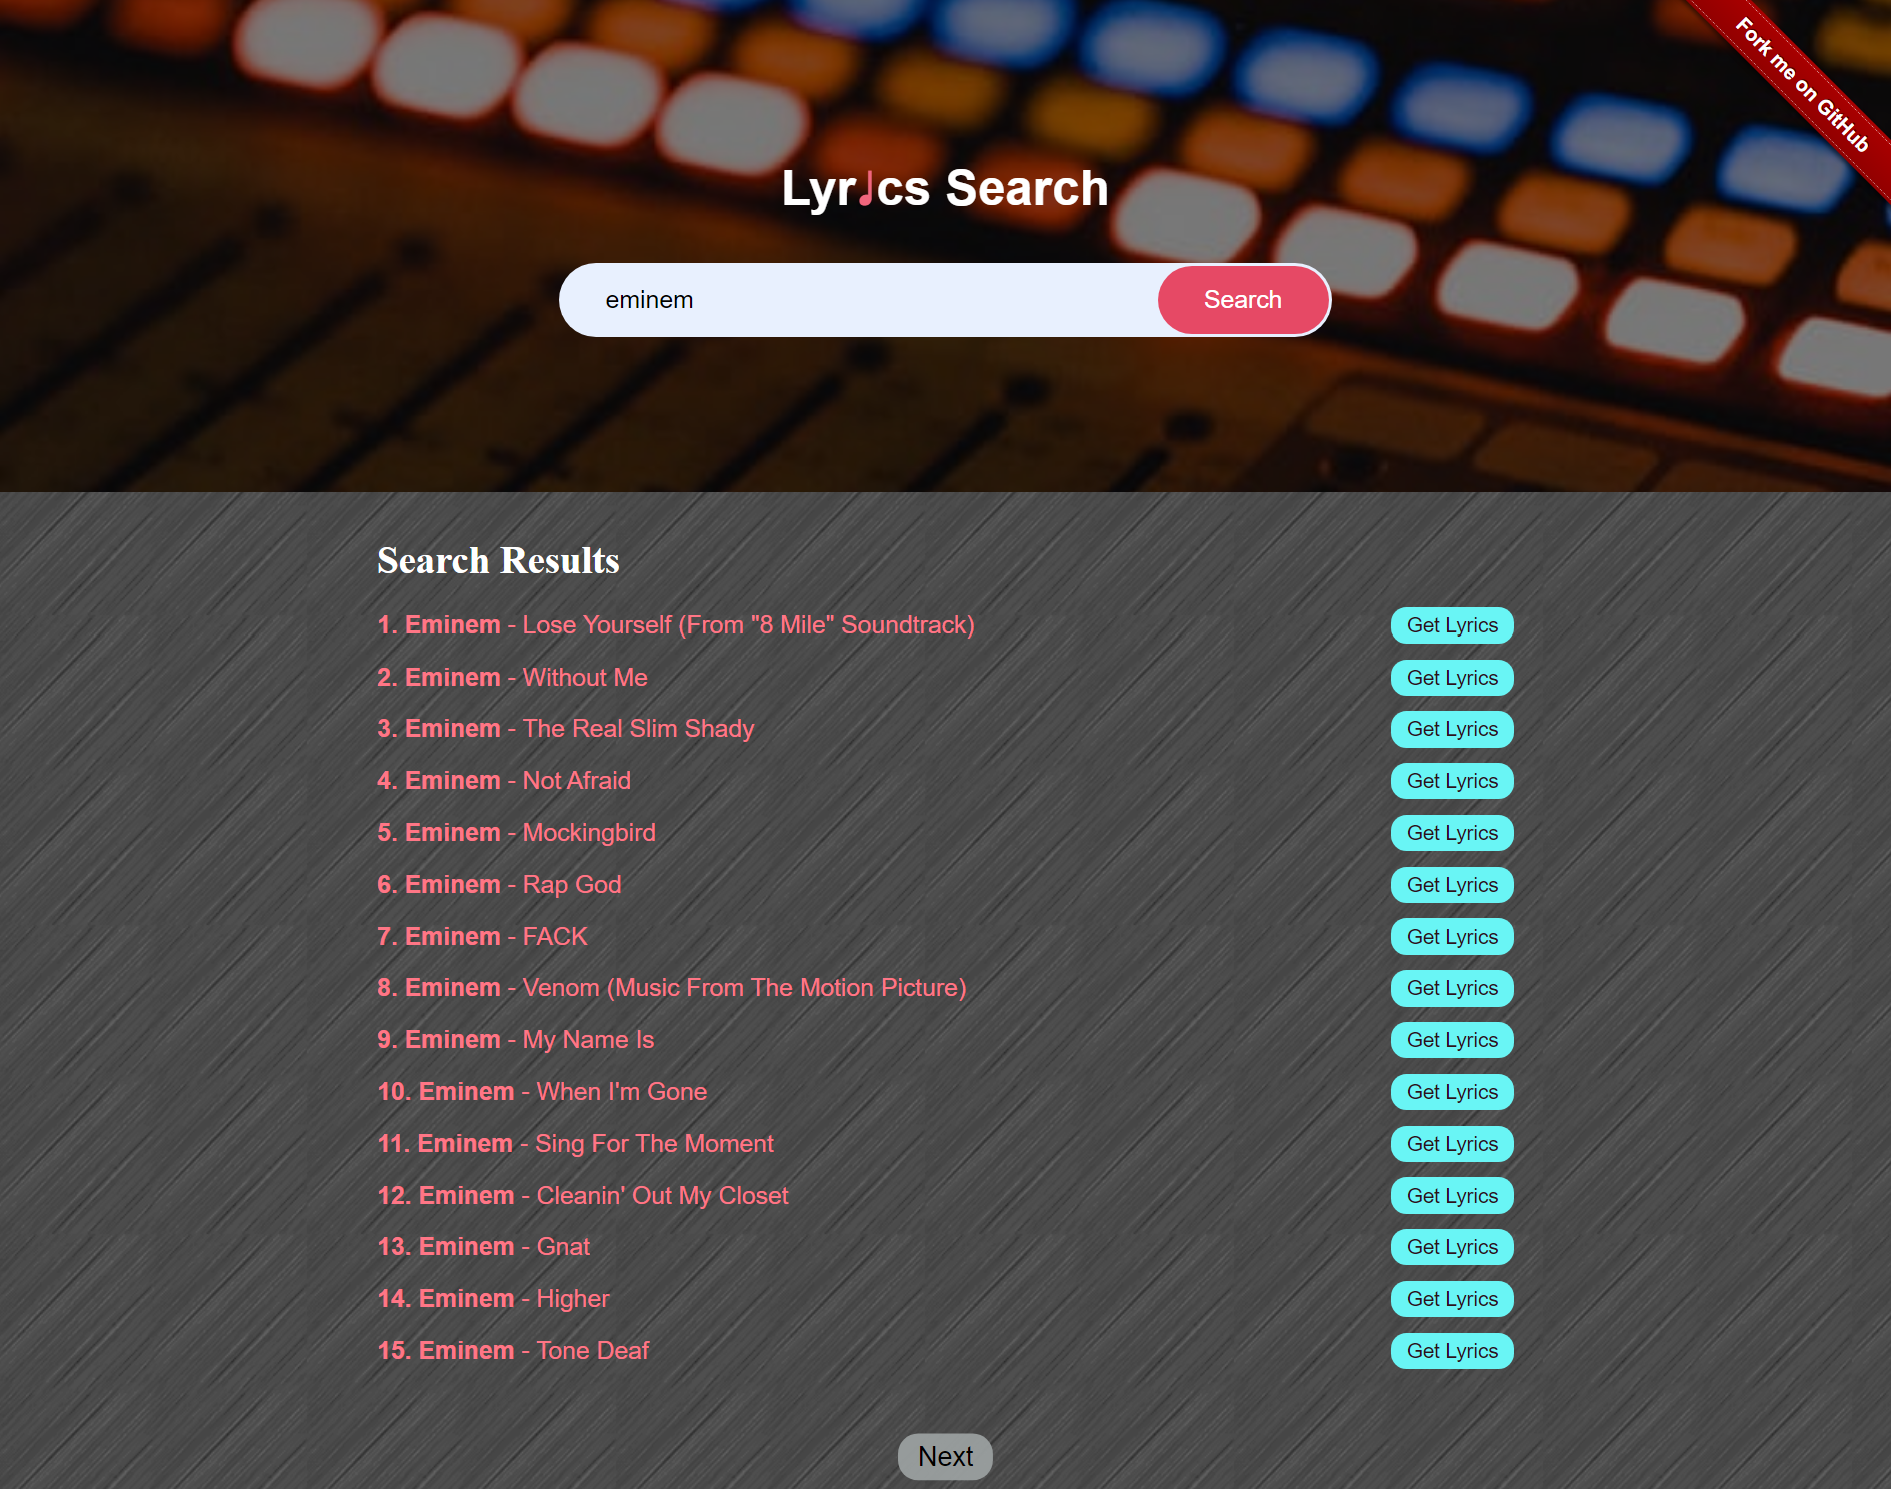 Fork me on GitHub
Lyr♩cs Search
eminem
Search
Search Results
1. Eminem - Lose Yourself (From "8 Mile" Soundtrack) Get Lyrics
2. Eminem - Without Me Get Lyrics
3. Eminem - The Real Slim Shady Get Lyrics
4. Eminem - Not Afraid Get Lyrics
5. Eminem - Mockingbird Get Lyrics
6. Eminem - Rap God Get Lyrics
7. Eminem - FACK Get Lyrics
8. Eminem - Venom (Music From The Motion Picture) Get Lyrics
9. Eminem - My Name Is Get Lyrics
10. Eminem - When I'm Gone Get Lyrics
11. Eminem - Sing For The Moment Get Lyrics
12. Eminem - Cleanin' Out My Closet Get Lyrics
13. Eminem - Gnat Get Lyrics
14. Eminem - Higher Get Lyrics
15. Eminem - Tone Deaf Get Lyrics
Next